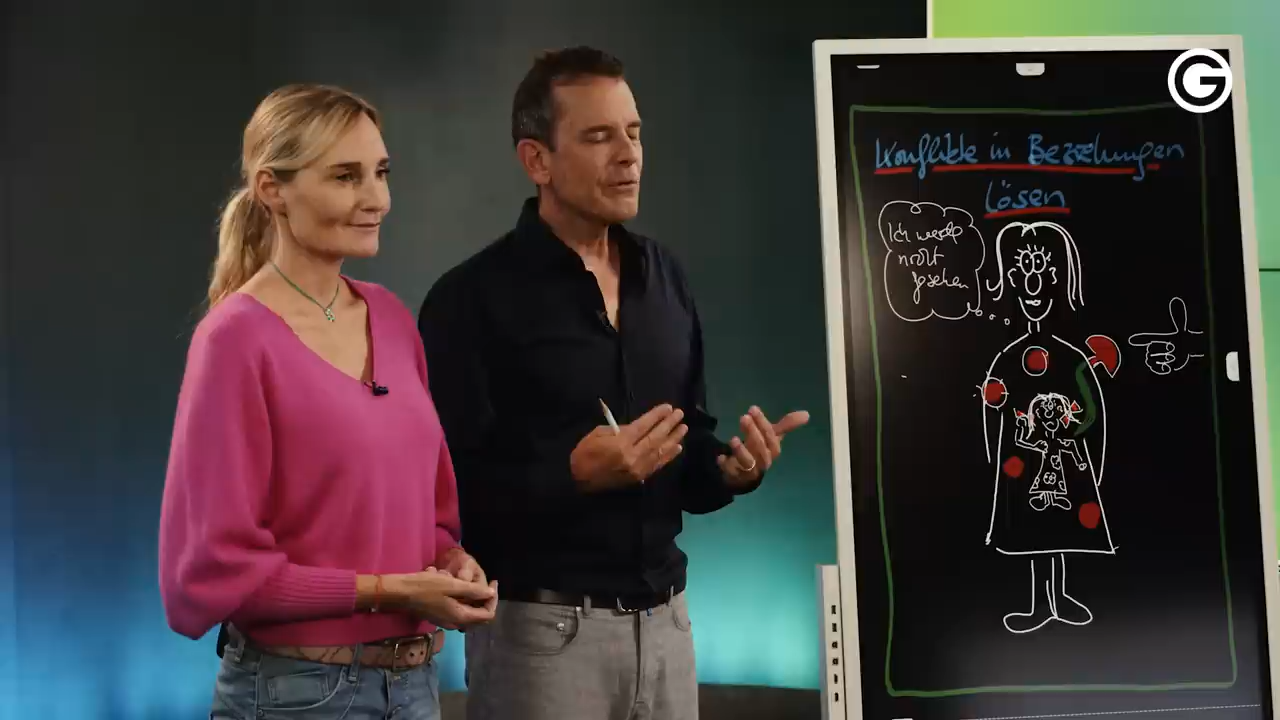 Konflikte in Beziehungen
lösen
Ich werde
nicht
gesehen
G